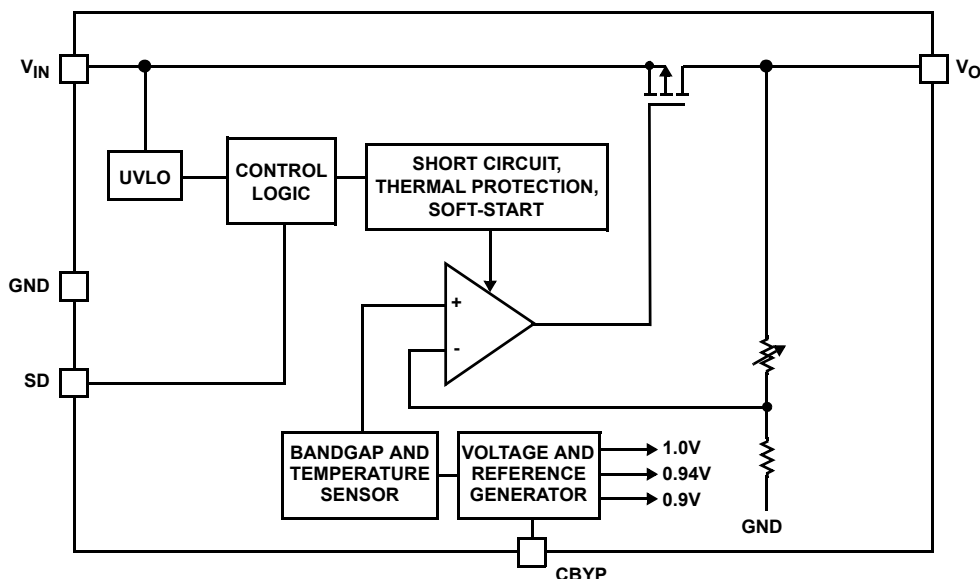 VIN
VO
UVLO
CONTROL
LOGIC
SHORT CIRCUIT,
THERMAL PROTECTION,
SOFT-START
GND
+
-
SD
BANDGAP AND
TEMPERATURE
SENSOR
VOLTAGE AND
REFERENCE
GENERATOR
1.0V
0.94V
0.9V
GND
CBYP